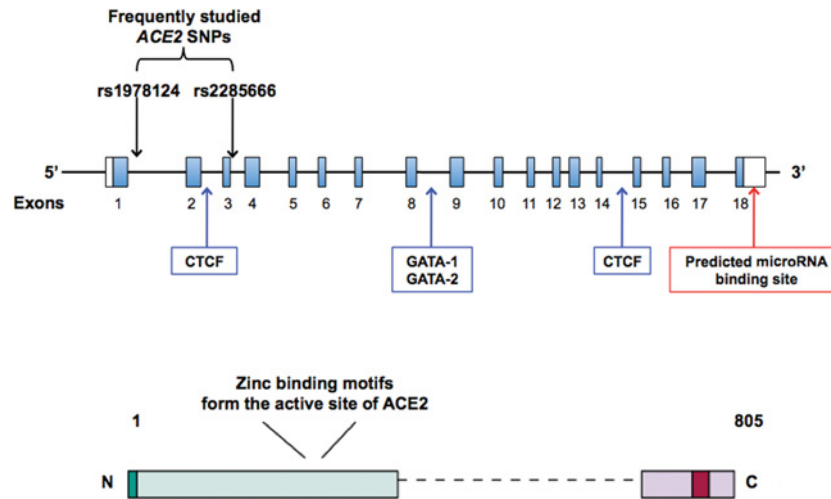 Frequently studied
ACE2 SNPs
rs1978124 rs2285666
5’ 3’
Exons 1 2 3 4 5 6 7 8 9 10 11 12 13 14 15 16 17 18
CTCF
GATA-1
GATA-2
CTCF
Predicted microRNA
binding site
Zinc binding motifs
form the active site of ACE2
1 805
N C